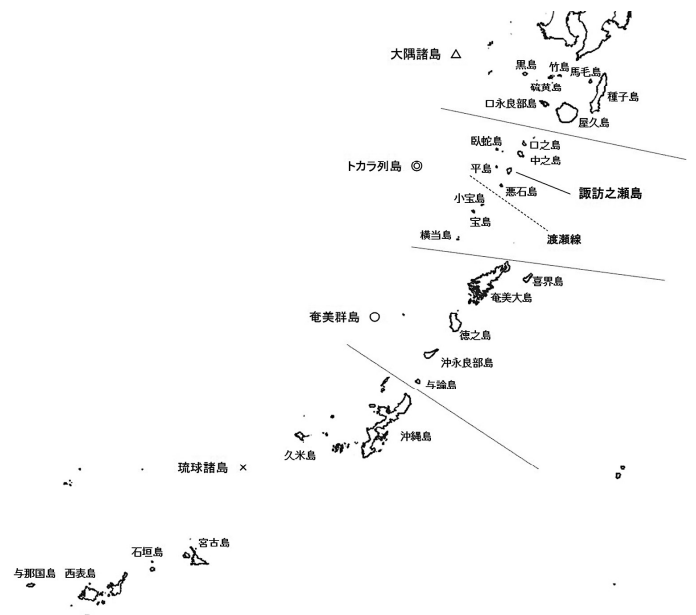 大隅諸島 △
黒島
竹島
馬毛島
硫黄島
種子島
口永良部島
屋久島
臥蛇島
口之島
中之島
トカラ列島 ◎
平島
諏訪之瀬島
悪石島
小宝島
宝島
横当島
渡瀬線
喜界島
奄美大島
奄美群島 ○
徳之島
沖永良部島
与論島
沖縄島
久米島
琉球諸島 ×
宮古島
石垣島
与那国島
西表島